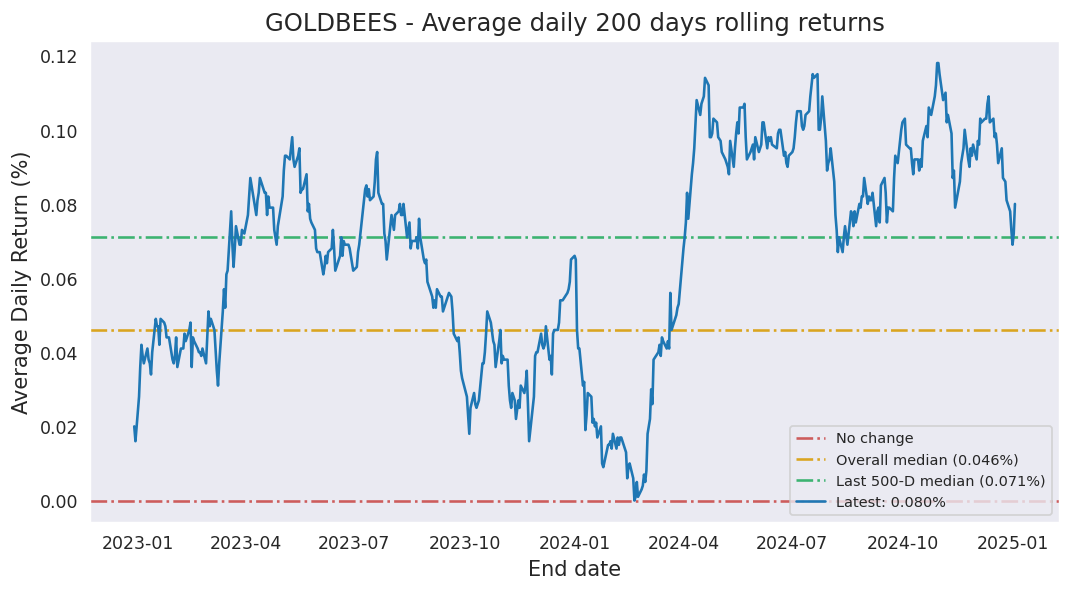 GOLDBEES - Average daily 200 days rolling returns
Average Daily Return (%)
0.12
0.10
0.08
0.06
0.04
0.02
0.00
No change
Overall median (0.046%)
Last 500-D median (0.071%)
Latest: 0.080%
2023-01 2023-04 2023-07 2023-10 2024-01 2024-04 2024-07 2024-10 2025-01
End date